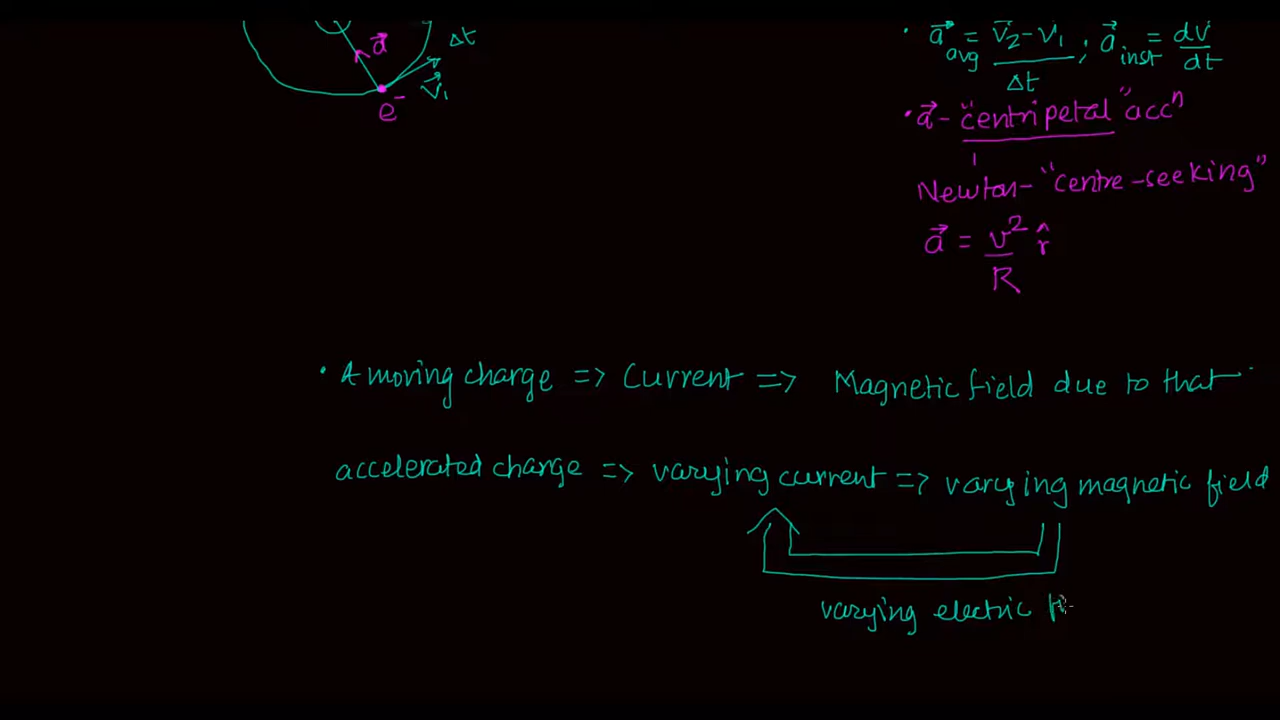 a⃗
Δt
v⃗₁
e⁻
• a⃗avg = v⃗₂ - v₁ / Δt ; a⃗inst = dv/dt
• a⃗ - "centripetal" accⁿ
Newton - "centre-seeking"
a⃗ = v²/R r̂
• A moving charge => Current => Magnetic field due to that
accelerated charge => varying current => varying magnetic field
varying electric